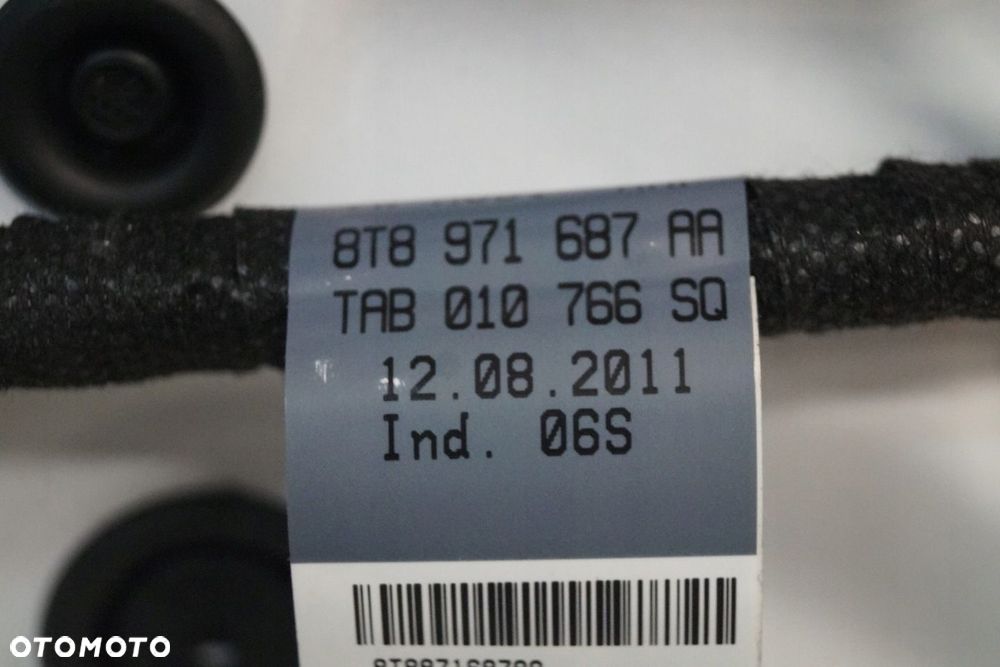 8T8 971 687 AA
TAB 010 766 SQ
12.08.2011
Ind. 06S
OTOMOTO